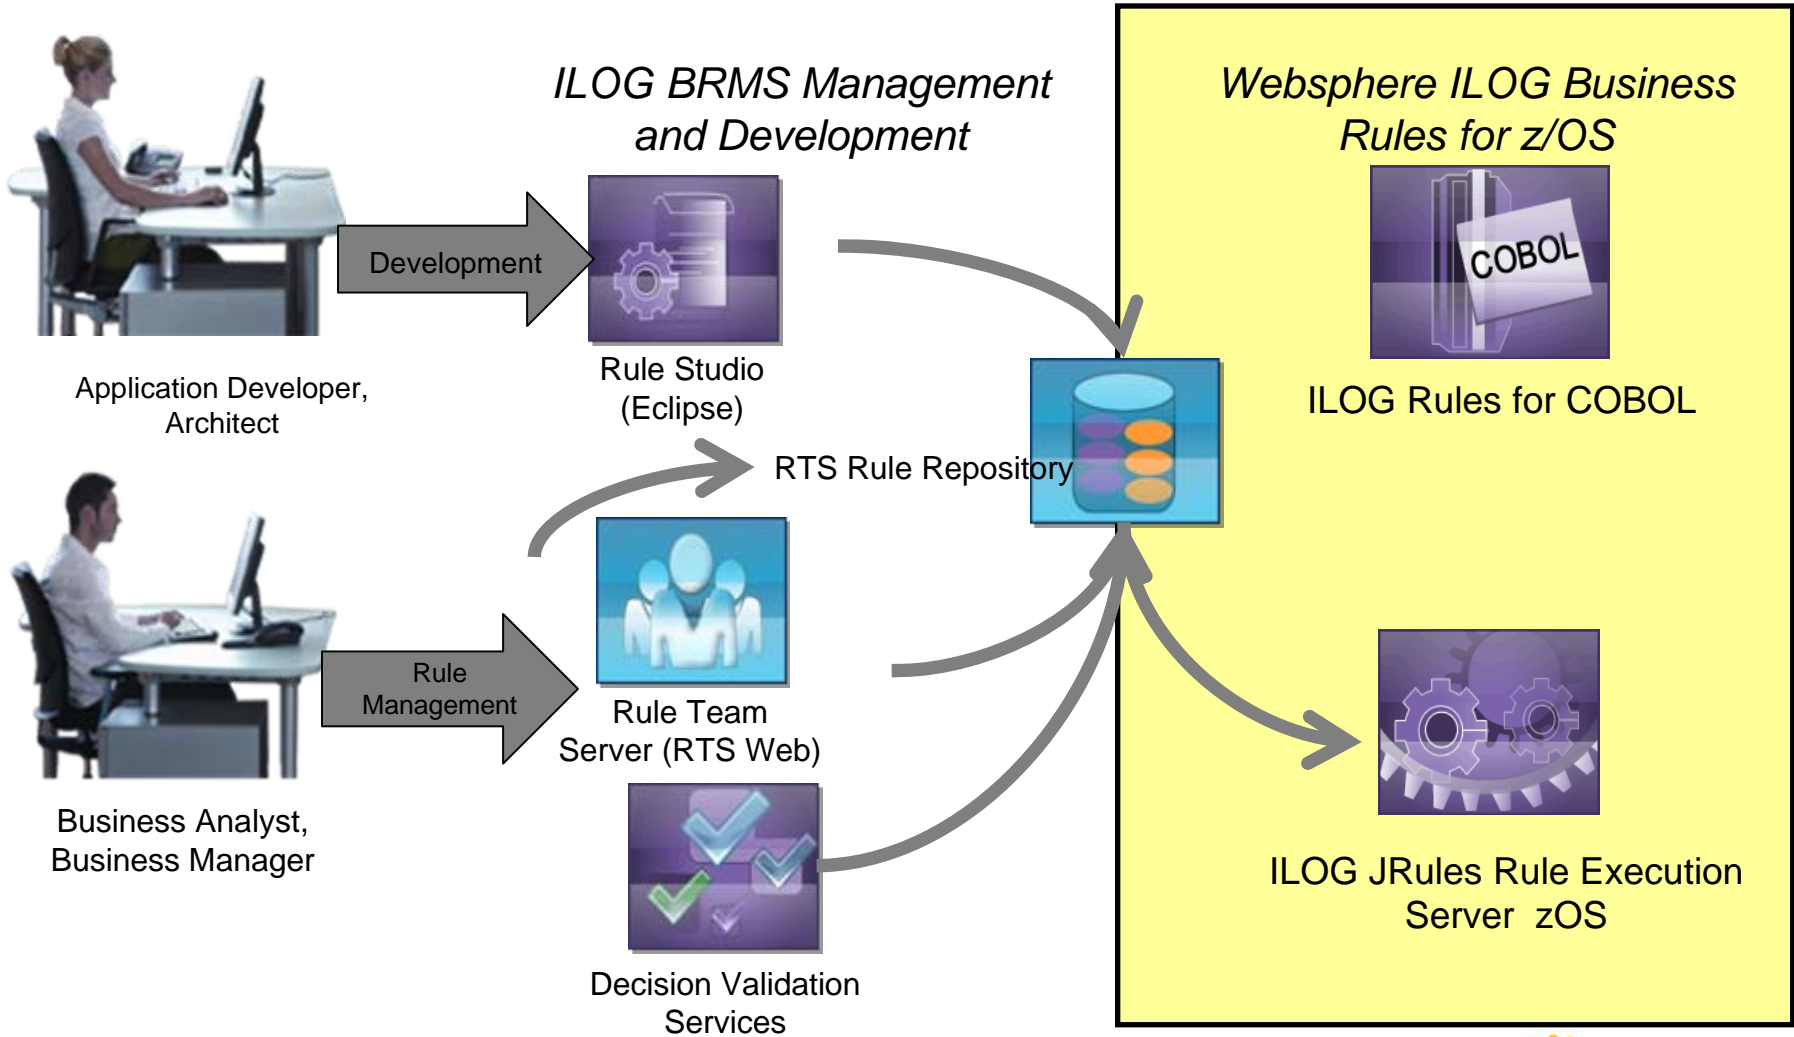 ILOG BRMS Management
and Development
Websphere ILOG Business
Rules for z/OS
Development
COBOL
Rule Studio
(Eclipse)
Application Developer,
Architect
ILOG Rules for COBOL
RTS Rule Repository
Rule
Management
Rule Team
Server (RTS Web)
Business Analyst,
Business Manager
ILOG JRules Rule Execution
Server zOS
Decision Validation
Services